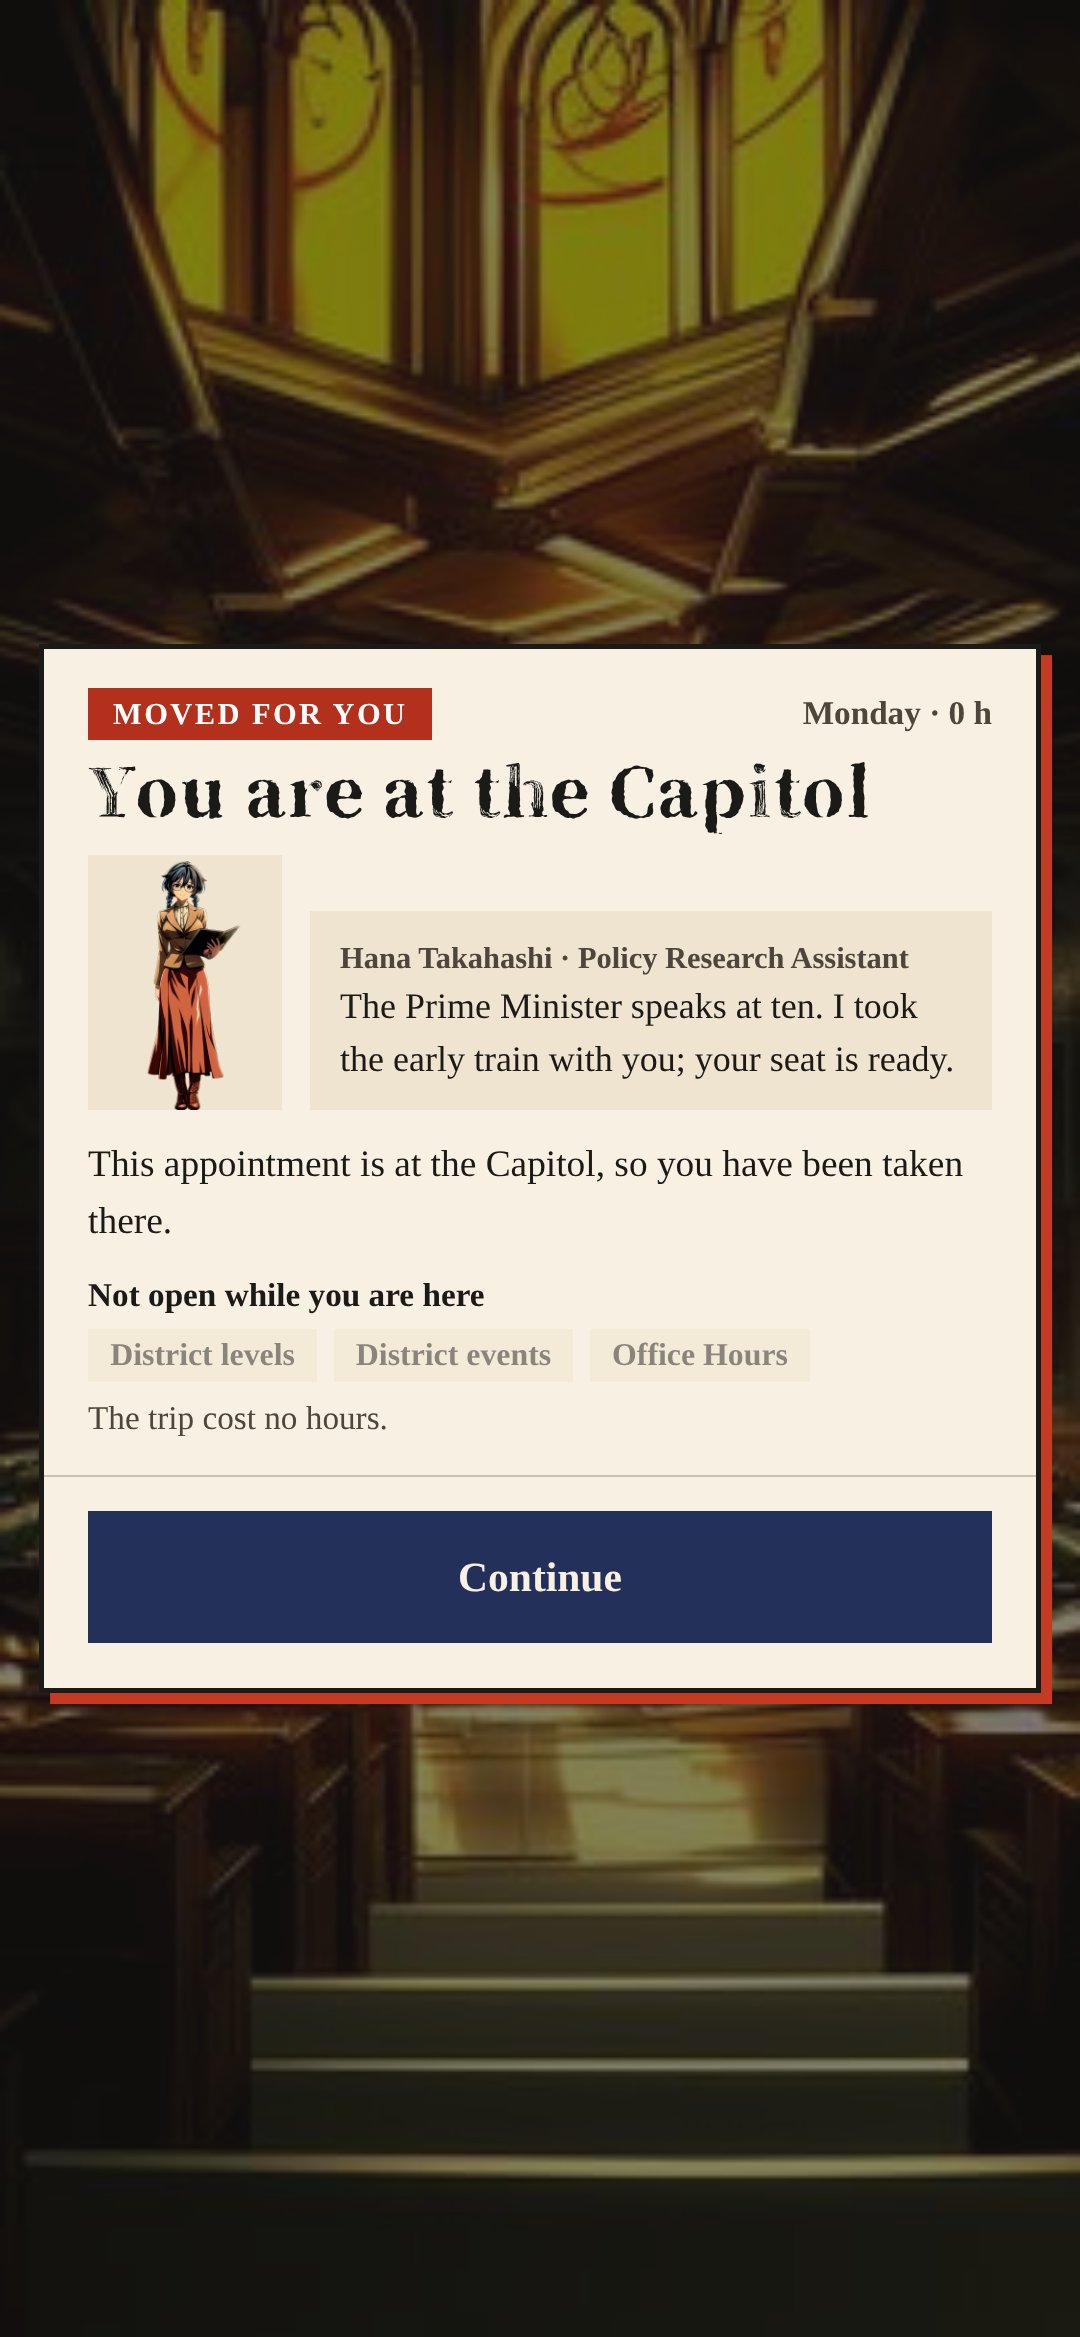 MOVED FOR YOU
Monday · 0 h
You are at the Capitol
Hana Takahashi · Policy Research Assistant
The Prime Minister speaks at ten. I took
the early train with you; your seat is ready.
This appointment is at the Capitol, so you have been taken
there.
Not open while you are here
District levels
District events
Office Hours
The trip cost no hours.
Continue